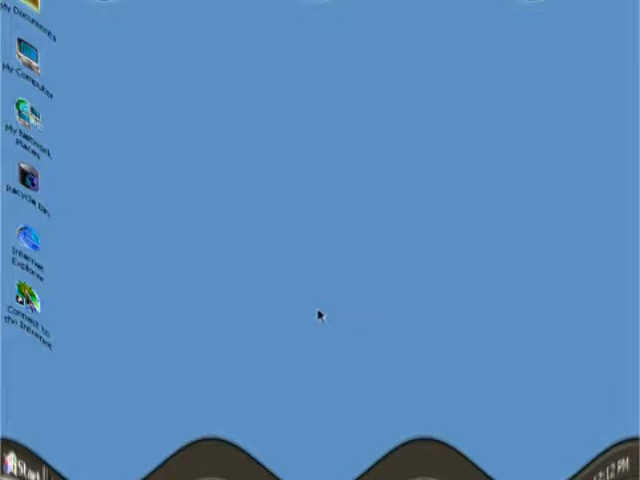 My Documents
My Computer
My Network
Places
Recycle Bin
Internet
Explorer
Connect to
the Internet
Start
:12 PM